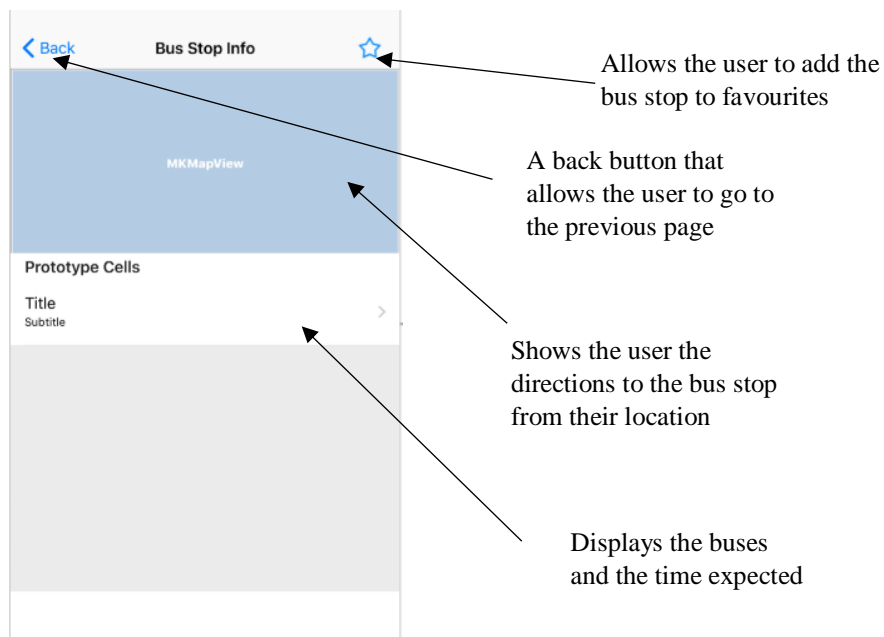 Back
Bus Stop Info
MKMapView
Prototype Cells
Title
Subtitle
Allows the user to add the
bus stop to favourites
A back button that
allows the user to go to
the previous page
Shows the user the
directions to the bus stop
from their location
Displays the buses
and the time expected